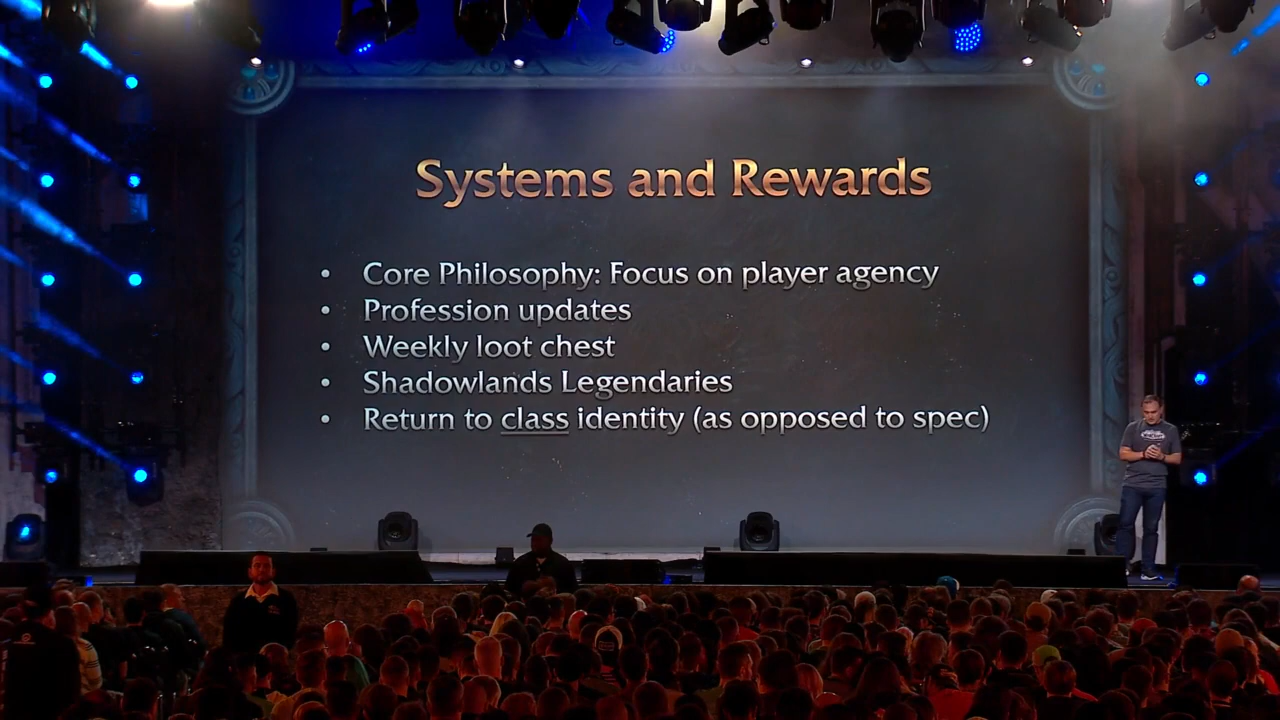 Systems and Rewards
• Core Philosophy: Focus on player agency
• Profession updates
• Weekly loot chest
• Shadowlands Legendaries
• Return to class identity (as opposed to spec)